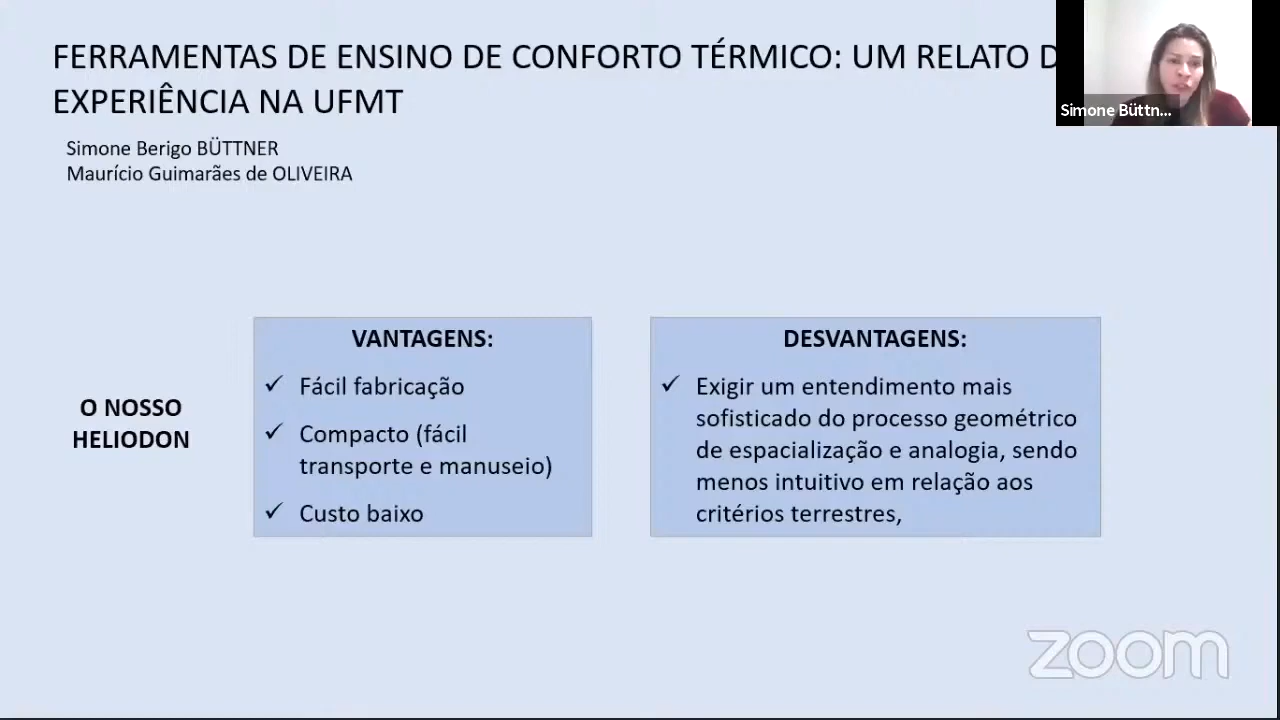 FERRAMENTAS DE ENSINO DE CONFORTO TÉRMICO: UM RELATO D
EXPERIÊNCIA NA UFMT
Simone Büttn...
Simone Berigo BÜTTNER
Maurício Guimarães de OLIVEIRA
O NOSSO
HELIODON
VANTAGENS:
✓ Fácil fabricação
✓ Compacto (fácil
transporte e manuseio)
✓ Custo baixo
DESVANTAGENS:
✓ Exigir um entendimento mais
sofisticado do processo geométrico
de espacialização e analogia, sendo
menos intuitivo em relação aos
critérios terrestres,
zoom